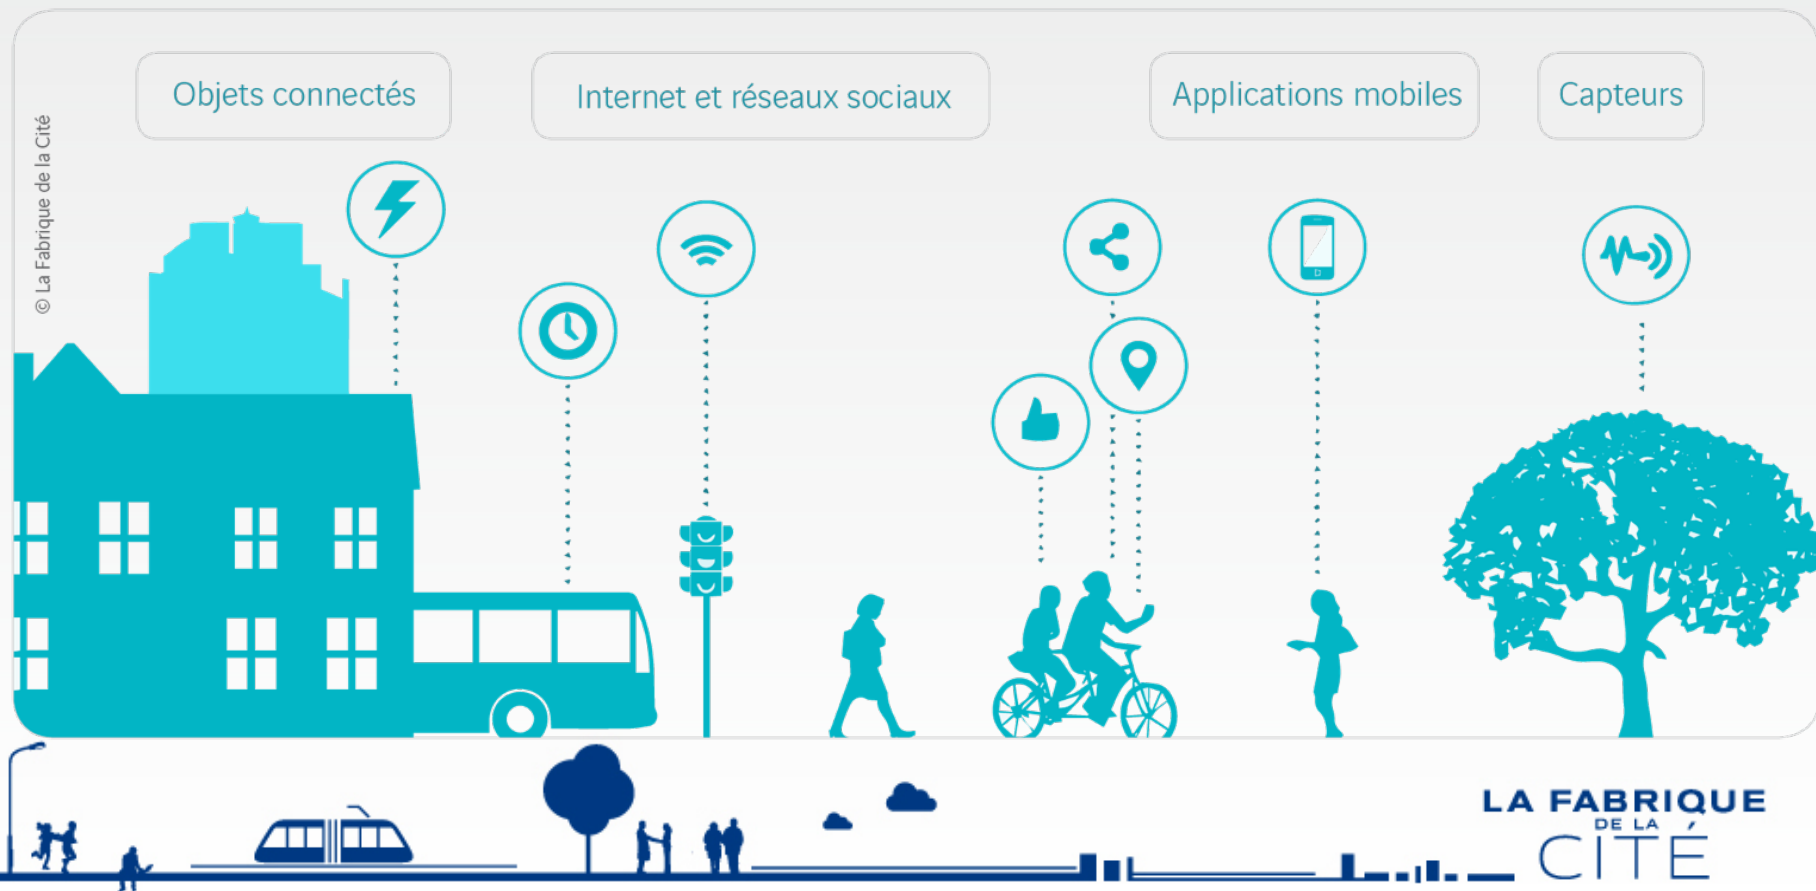 Objets connectés
Internet et réseaux sociaux
Applications mobiles
Capteurs
© La Fabrique de la Cité
LA FABRIQUE
DE LA
CITÉ